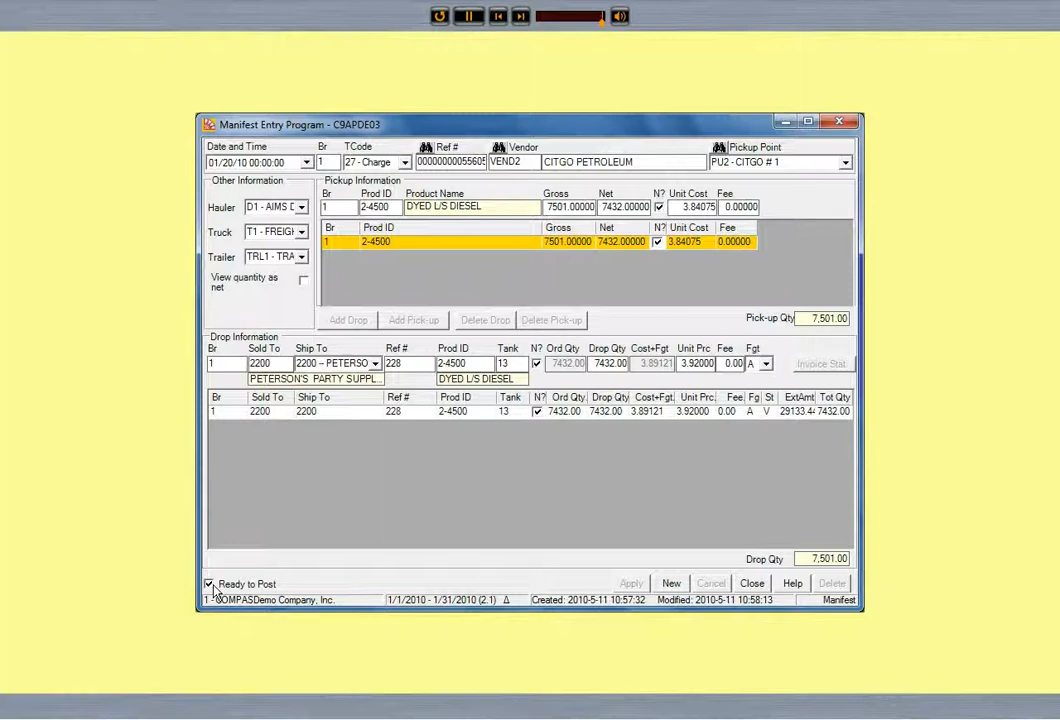 Manifest Entry Program - C9APDE03
Date and Time Br TCode Ref # Vendor Pickup Point
01/20/10 00:00:00 1 27 - Charge 00000000055605 VEND2 CITGO PETROLEUM PU2 - CITGO # 1
Other Information
Hauler D1 - AIMS D
Truck T1 - FREIGH
Trailer TRL1 - TRA
View quantity as
net
Pickup Information
Br Prod ID Product Name Gross Net N? Unit Cost Fee
1 2-4500 DYED L/S DIESEL 7501.00000 7432.00000 3.84075 0.00000
Br Prod ID Gross Net N? Unit Cost Fee
1 2-4500 7501.00000 7432.00000 3.84075 0.00000
Add Drop Add Pick-up Delete Drop Delete Pick-up Pick-up Qty 7,501.00
Drop Information
Br Sold To Ship To Ref # Prod ID Tank N? Ord Qty Drop Qty Cost+Fgt Unit Prc Fee Fgt
1 2200 2200 -- PETERSO 228 2-4500 13 7432.00 7432.00 3.89121 3.92000 0.00 A Invoice Stat
PETERSON'S PARTY SUPPL... DYED L/S DIESEL
Br Sold To Ship To Ref # Prod ID Tank N? Ord Qty. Drop Qty Cost+Fgt. Unit Prc. Fee. Fg St ExtAmt Tot Qty
1 2200 2200 228 2-4500 13 7432.00 7432.00 3.89121 3.92000 0.00 A V 29133.4 7432.00
Drop Qty 7,501.00
Ready to Post Apply New Cancel Close Help Delete
1 - COMPASDemo Company, Inc. 1/1/2010 - 1/31/2010 (2.1) Δ Created: 2010-5-11 10:57:32 Modified: 2010-5-11 10:58:13 Manifest